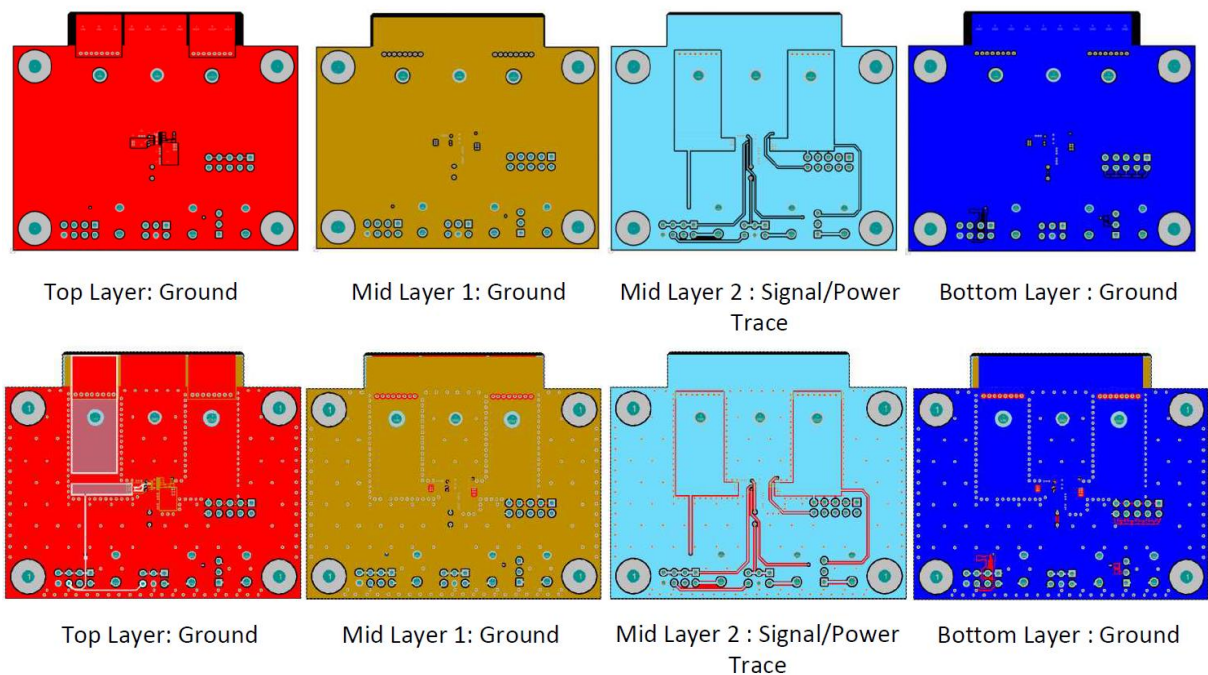 Top Layer: Ground
Mid Layer 1: Ground
Mid Layer 2 : Signal/Power
Trace
Bottom Layer : Ground
Top Layer: Ground
Mid Layer 1: Ground
Mid Layer 2 : Signal/Power
Trace
Bottom Layer : Ground